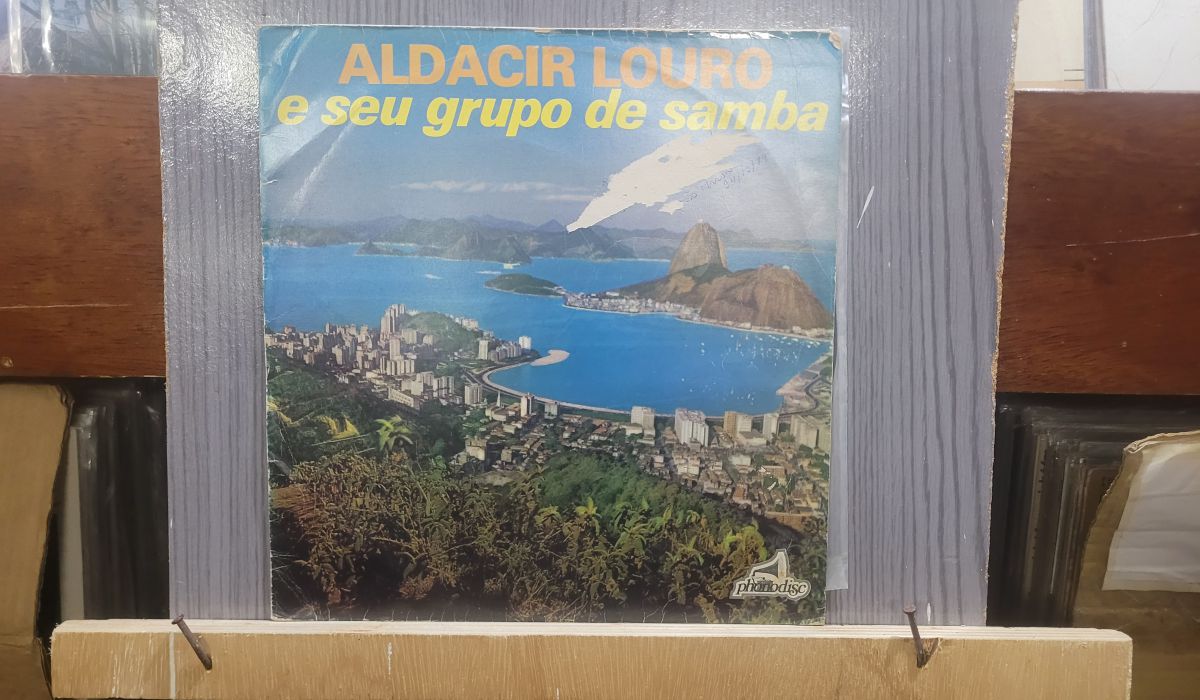 ALDACIR LOURO
e seu grupo de samba
phonodisc